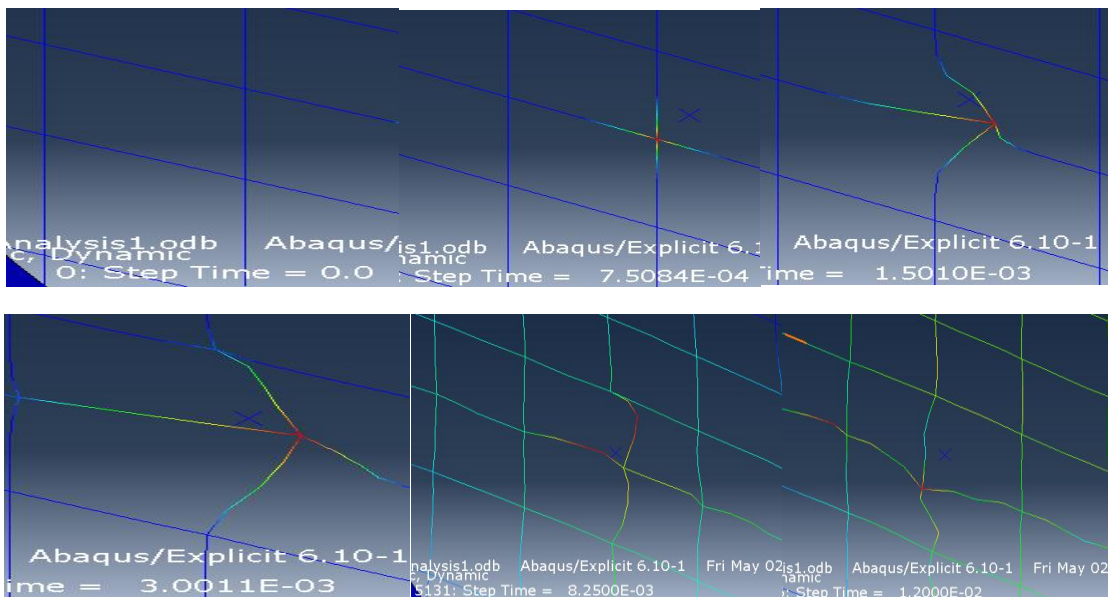 nalysis1.odb Abaqus/
c, Dynamic
0: Step Time = 0.0
is1.odb Abaqus/Explicit 6.1
namic
: Step Time = 7.5084E-04
Abaqus/Explicit 6.10-1
ime = 1.5010E-03
Abaqus/Explicit 6.10-1
ime = 3.0011E-03
nalysis1.odb Abaqus/Explicit 6.10-1 Fri May 02
c, Dynamic
5131: Step Time = 8.2500E-03
is1.odb Abaqus/Explicit 6.10-1 Fri May 02
namic
: Step Time = 1.2000E-02